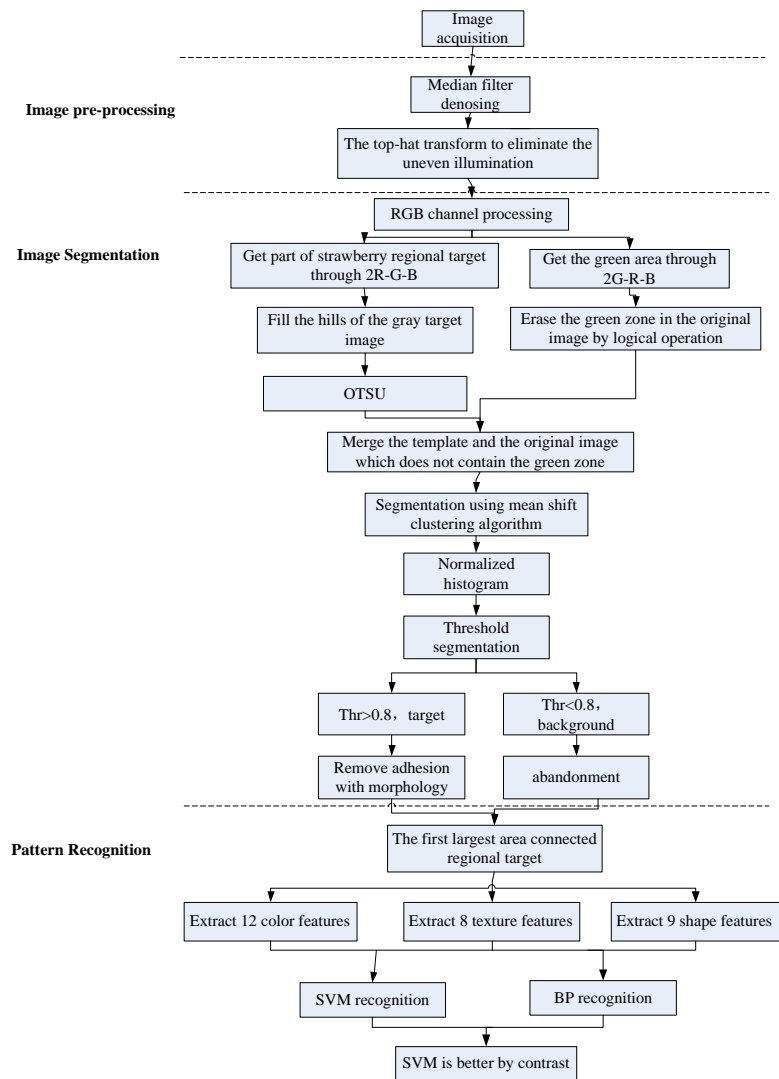 Image
acquisition
Image pre-processing
Median filter
denosing
The top-hat transform to eliminate the
uneven illumination
Image Segmentation
RGB channel processing
Get part of strawberry regional target
through 2R-G-B
Get the green area through
2G-R-B
Fill the hills of the gray target
image
Erase the green zone in the original
image by logical operation
OTSU
Merge the template and the original image
which does not contain the green zone
Segmentation using mean shift
clustering algorithm
Normalized
histogram
Threshold
segmentation
Thr>0.8，target
Thr<0.8，
background
Remove adhesion
with morphology
abandonment
Pattern Recognition
The first largest area connected
regional target
Extract 12 color features
Extract 8 texture features
Extract 9 shape features
SVM recognition
BP recognition
SVM is better by contrast